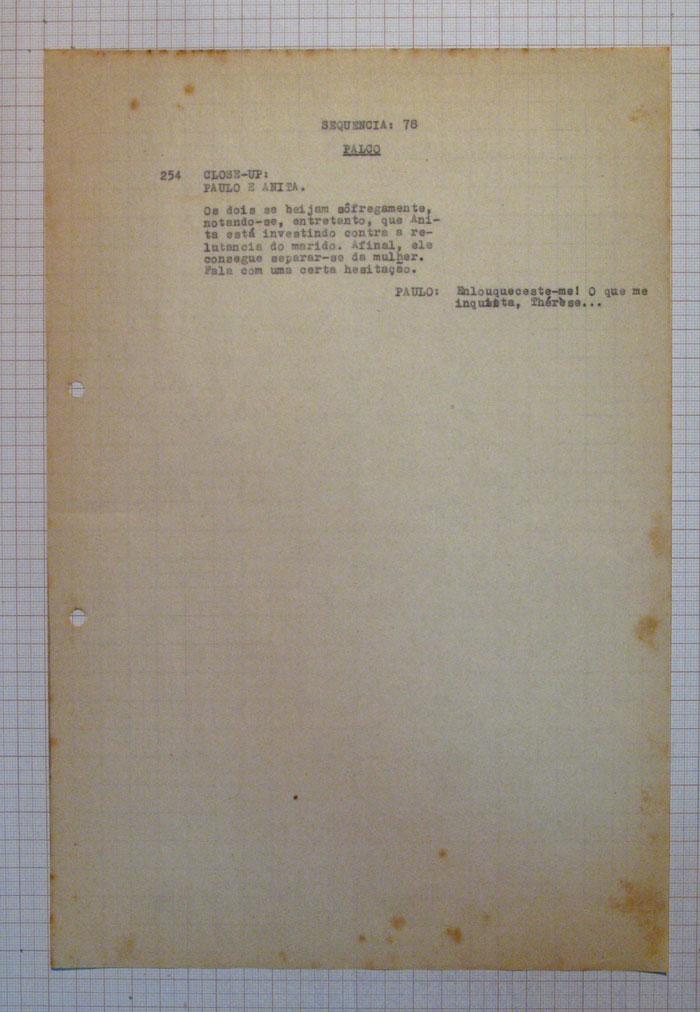 SEQUENCIA: 78
PALCO
254 CLOSE-UP:
PAULO E ANITA.
Os dois se beijam sôfregamente,
notando-se, entretanto, que Ani-
ta está investindo contra a re-
lutancia do marido. Afinal, ele
consegue separar-se da mulher.
Fala com uma certa hesitação.
PAULO: Enlouqueceste-me! O que me
inquieta, Thérèse...